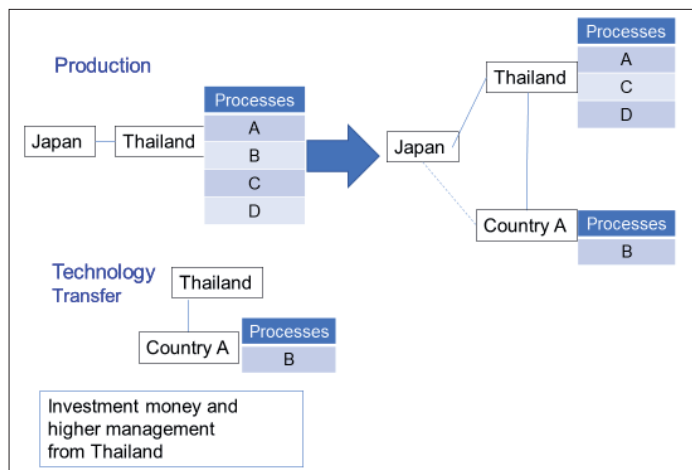 Production
Japan
Thailand
Processes
A
B
C
D
Japan
Thailand
Processes
A
C
D
Country A
Processes
B
Technology
Transfer
Thailand
Country A
Processes
B
Investment money and
higher management
from Thailand